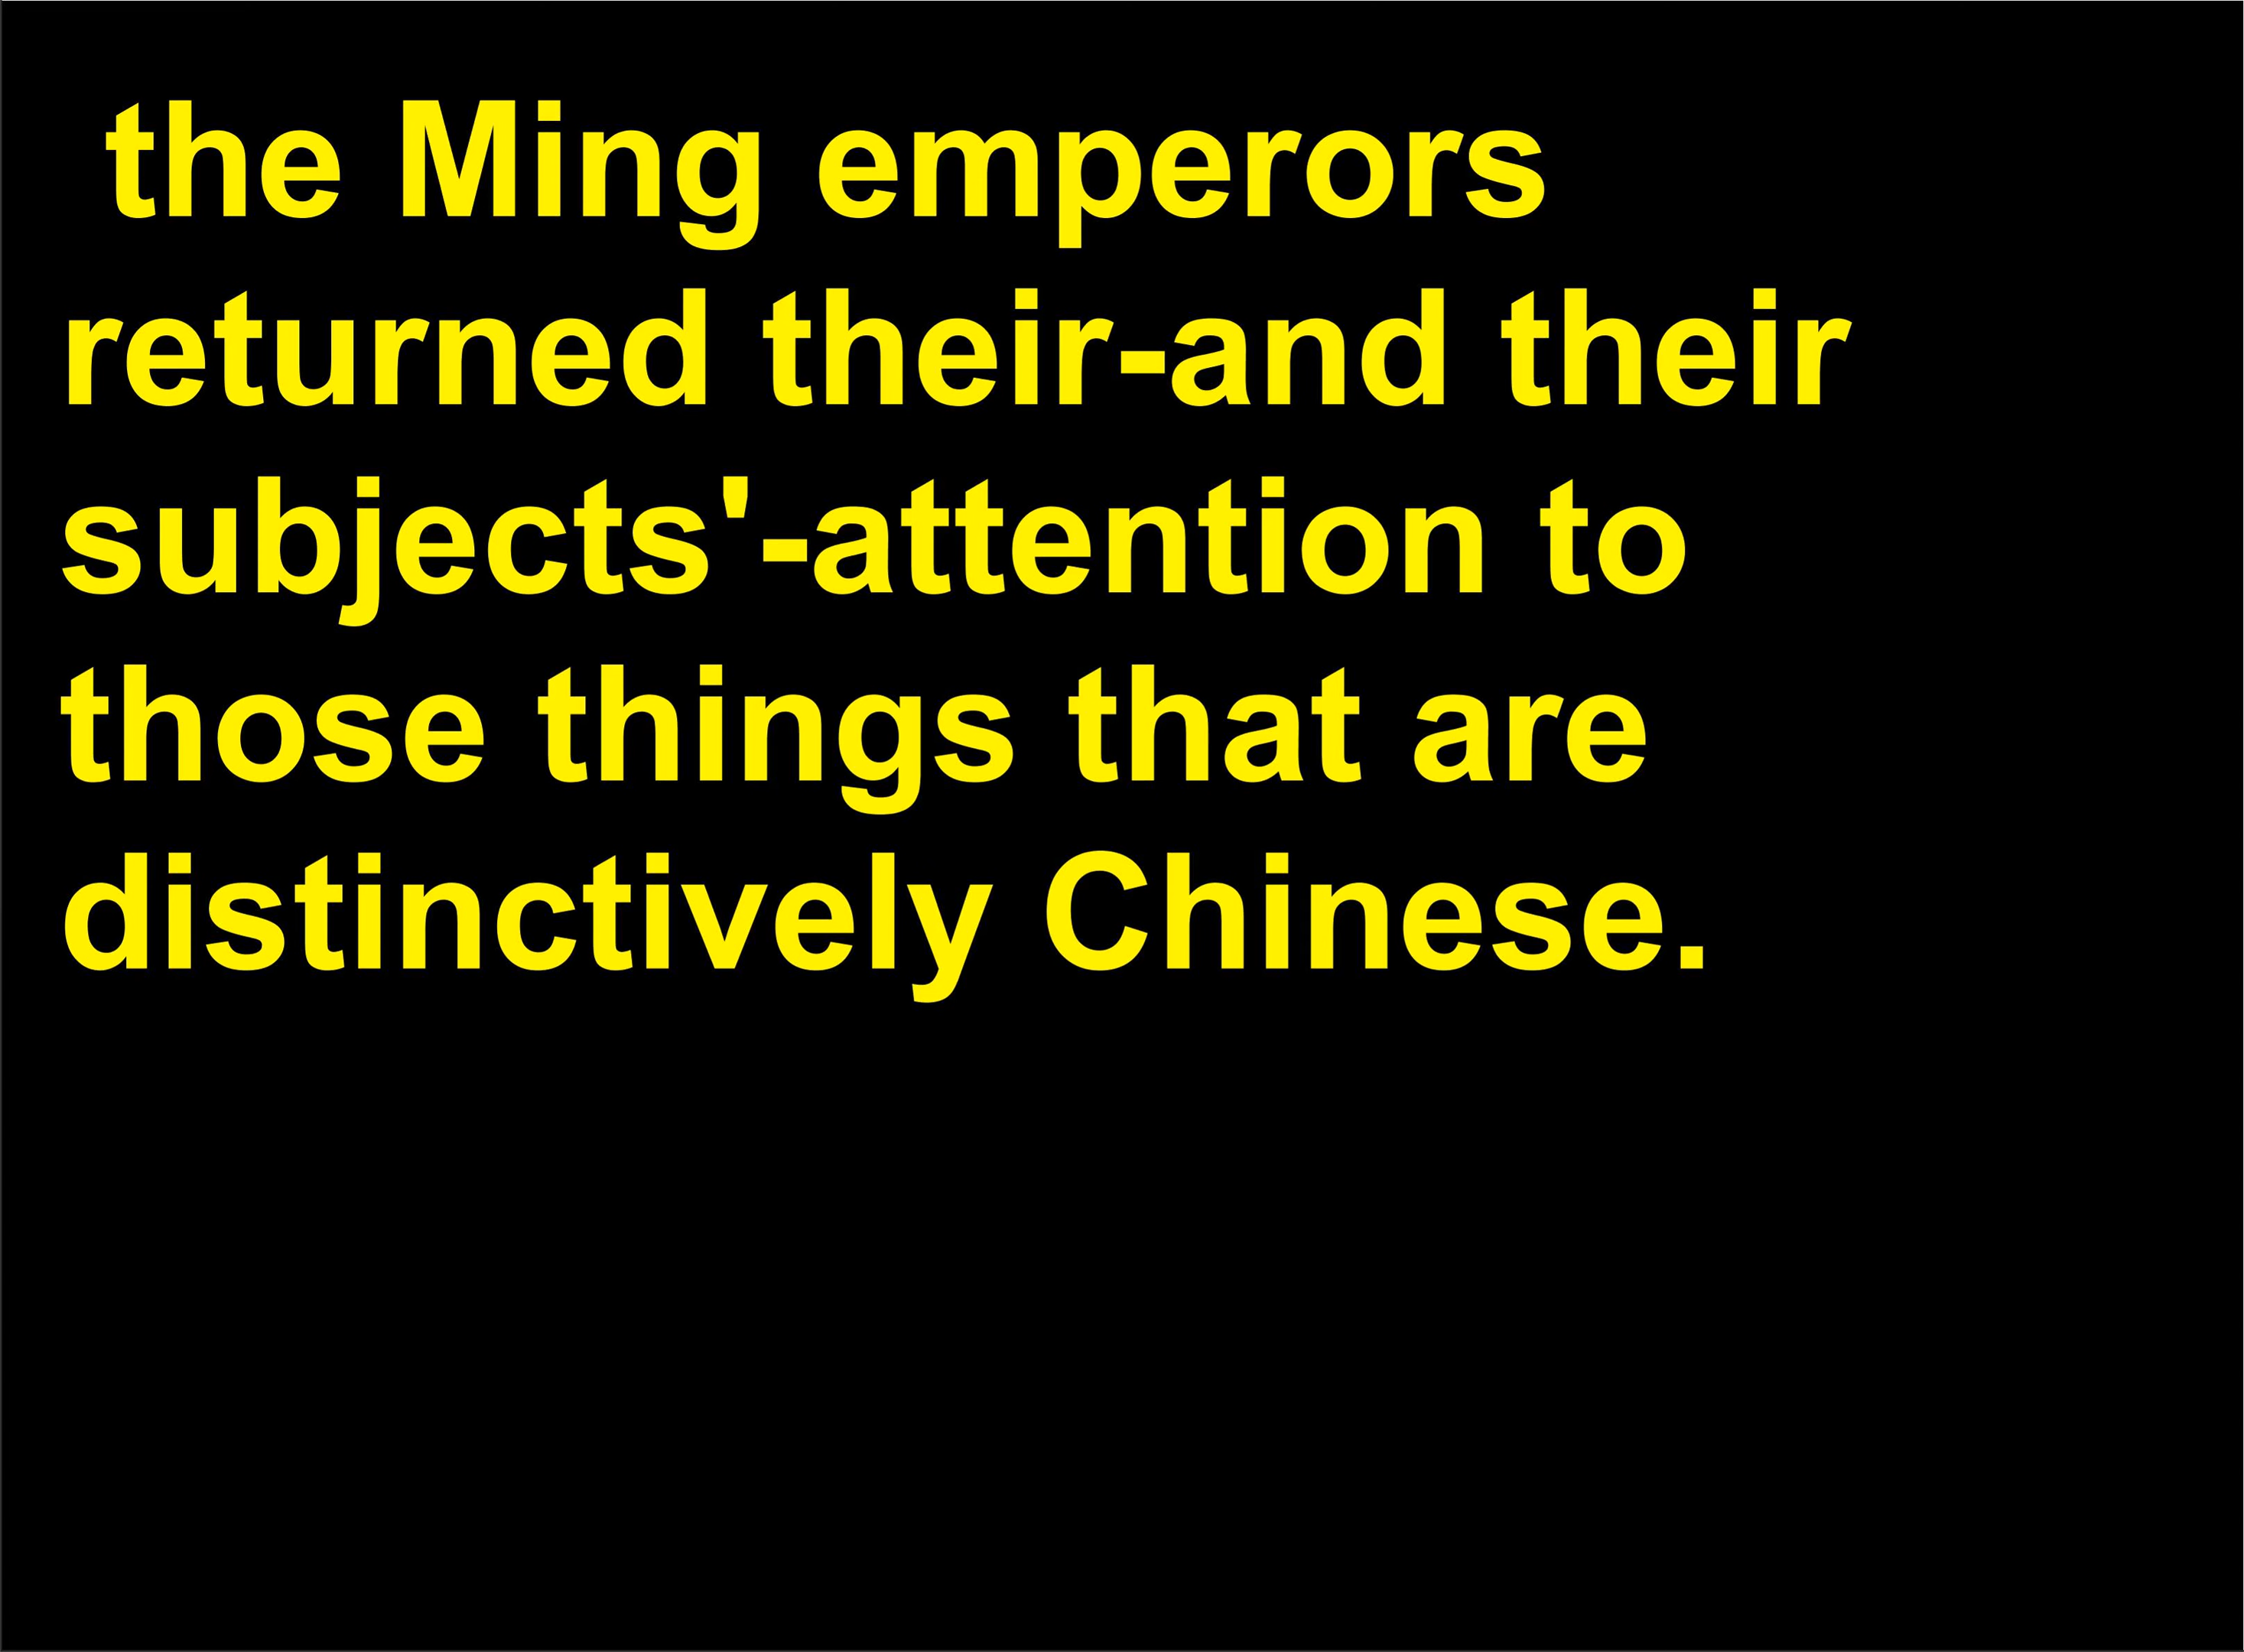 the Ming emperors
returned their-and their
subjects'-attention to
those things that are
distinctively Chinese.